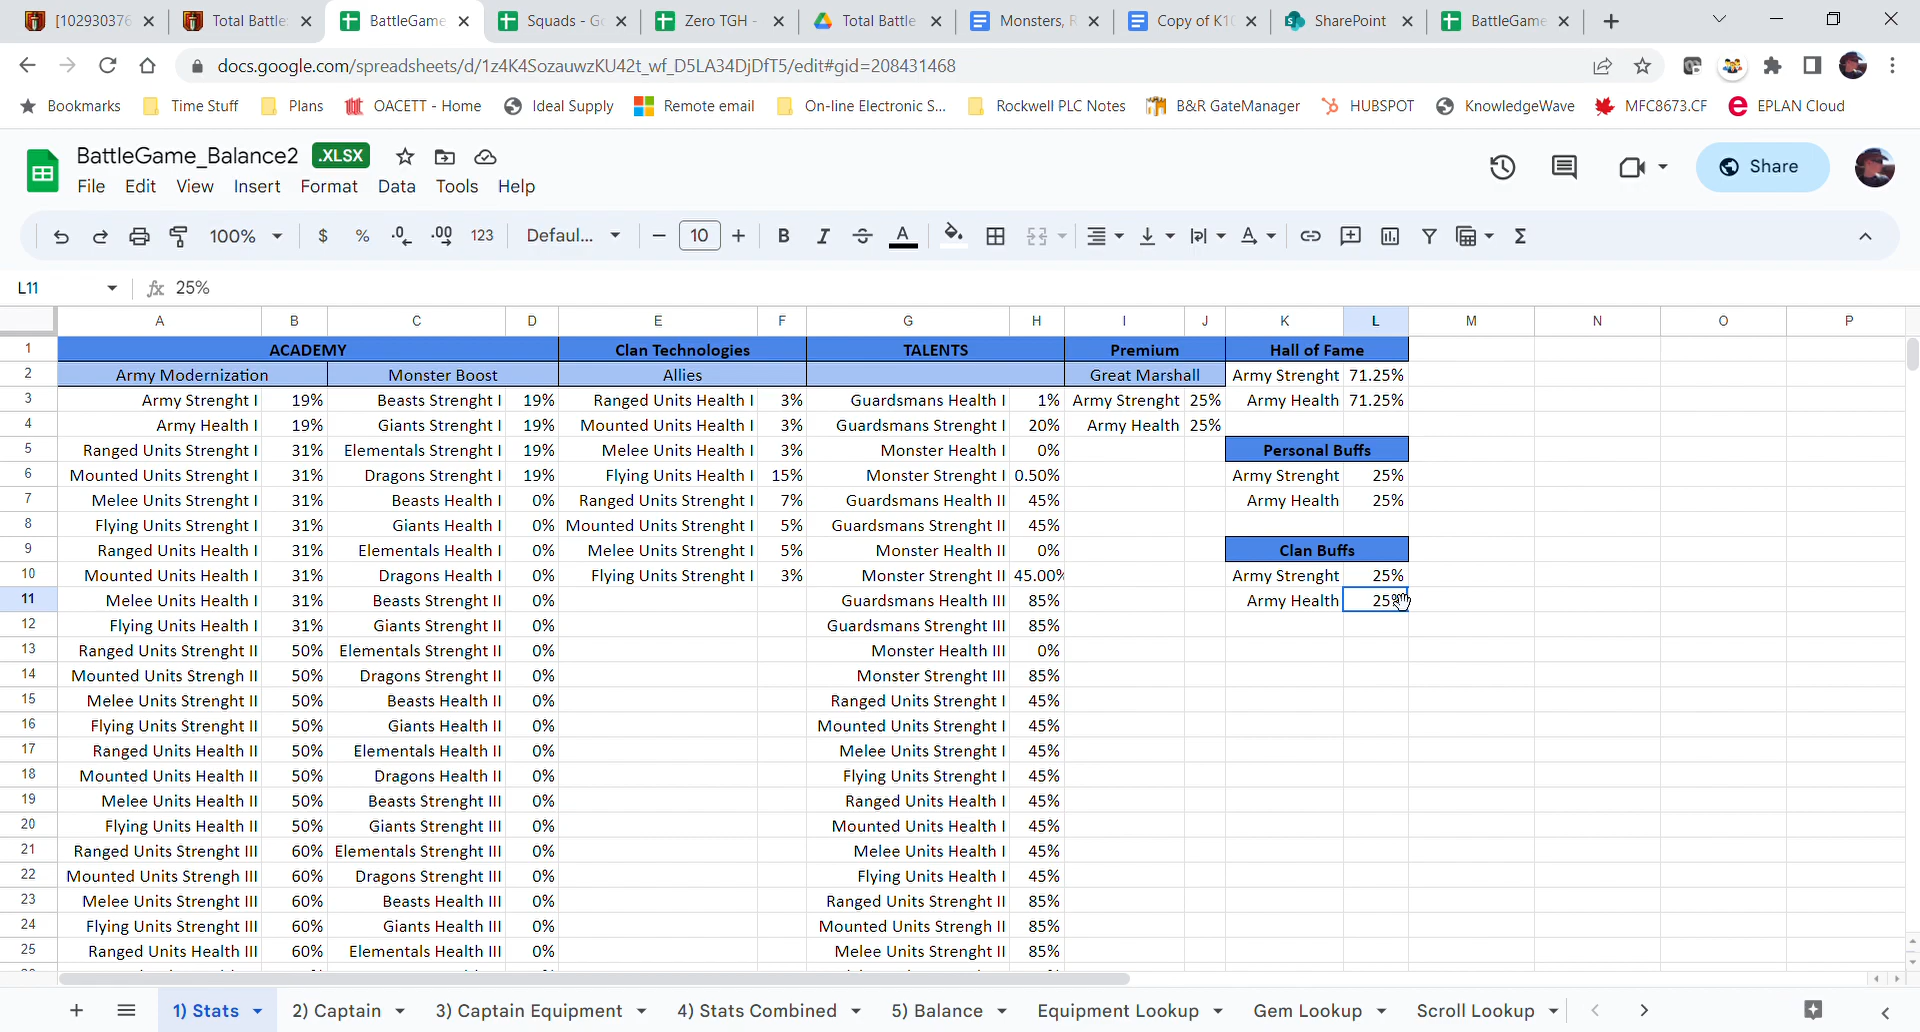 [102930376 Total Battle: BattleGame Squads - Go Zero TGH - Total Battle Monsters, R Copy of K1 SharePoint BattleGame
docs.google.com/spreadsheets/d/1z4K4SozauwzKU42t_wf_D5LA34DjDfT5/edit#gid=208431468
Bookmarks Time Stuff Plans OACETT - Home Ideal Supply Remote email On-line Electronic S... Rockwell PLC Notes B&R GateManager HUBSPOT KnowledgeWave MFC8673.CF EPLAN Cloud
BattleGame_Balance2 .XLSX
File Edit View Insert Format Data Tools Help
Share
100% $ % .0 .00 123 Defaul... 10 B I A
L11 fx 25%
A B C D E F G H I J K L M N O P
1 ACADEMY Clan Technologies TALENTS Premium Hall of Fame
2 Army Modernization Monster Boost Allies Great Marshall Army Strenght 71.25%
3 Army Strenght I 19% Beasts Strenght I 19% Ranged Units Health I 3% Guardsmans Health I 1% Army Strenght 25% Army Health 71.25%
4 Army Health I 19% Giants Strenght I 19% Mounted Units Health I 3% Guardsmans Strenght I 20% Army Health 25%
5 Ranged Units Strenght I 31% Elementals Strenght I 19% Melee Units Health I 3% Monster Health I 0% Personal Buffs
6 Mounted Units Strenght I 31% Dragons Strenght I 19% Flying Units Health I 15% Monster Strenght I 0.50% Army Strenght 25%
7 Melee Units Strenght I 31% Beasts Health I 0% Ranged Units Strenght I 7% Guardsmans Health II 45% Army Health 25%
8 Flying Units Strenght I 31% Giants Health I 0% Mounted Units Strenght I 5% Guardsmans Strenght II 45%
9 Ranged Units Health I 31% Elementals Health I 0% Melee Units Strenght I 5% Monster Health II 0% Clan Buffs
10 Mounted Units Health I 31% Dragons Health I 0% Flying Units Strenght I 3% Monster Strenght II 45.00% Army Strenght 25%
11 Melee Units Health I 31% Beasts Strenght II 0% Guardsmans Health III 85% Army Health 25%
12 Flying Units Health I 31% Giants Strenght II 0% Guardsmans Strenght III 85%
13 Ranged Units Strenght II 50% Elementals Strenght II 0% Monster Health III 0%
14 Mounted Units Strengh II 50% Dragons Strenght II 0% Monster Strenght III 85%
15 Melee Units Strenght II 50% Beasts Health II 0% Ranged Units Strenght I 45%
16 Flying Units Strenght II 50% Giants Health II 0% Mounted Units Strenght I 45%
17 Ranged Units Health II 50% Elementals Health II 0% Melee Units Strenght I 45%
18 Mounted Units Health II 50% Dragons Health II 0% Flying Units Strenght I 45%
19 Melee Units Health II 50% Beasts Strenght III 0% Ranged Units Health I 45%
20 Flying Units Health II 50% Giants Strenght III 0% Mounted Units Health I 45%
21 Ranged Units Strenght III 60% Elementals Strenght III 0% Melee Units Health I 45%
22 Mounted Units Strengh III 60% Dragons Strenght III 0% Flying Units Health I 45%
23 Melee Units Strenght III 60% Beasts Health III 0% Ranged Units Strenght II 85%
24 Flying Units Strenght III 60% Giants Health III 0% Mounted Units Strengh II 85%
25 Ranged Units Health III 60% Elementals Health III 0% Melee Units Strenght II 85%
1) Stats 2) Captain 3) Captain Equipment 4) Stats Combined 5) Balance Equipment Lookup Gem Lookup Scroll Lookup